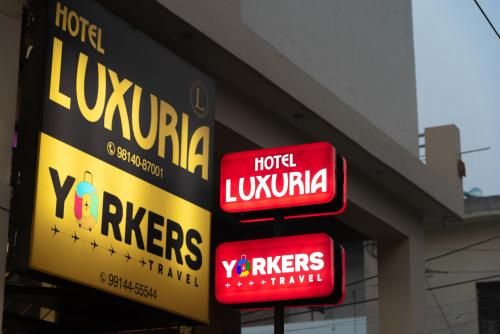 HOTEL
LUXURIA
L
98140-87001
YORKERS
TRAVEL
99144-55544
HOTEL
LUXURIA
YORKERS
TRAVEL